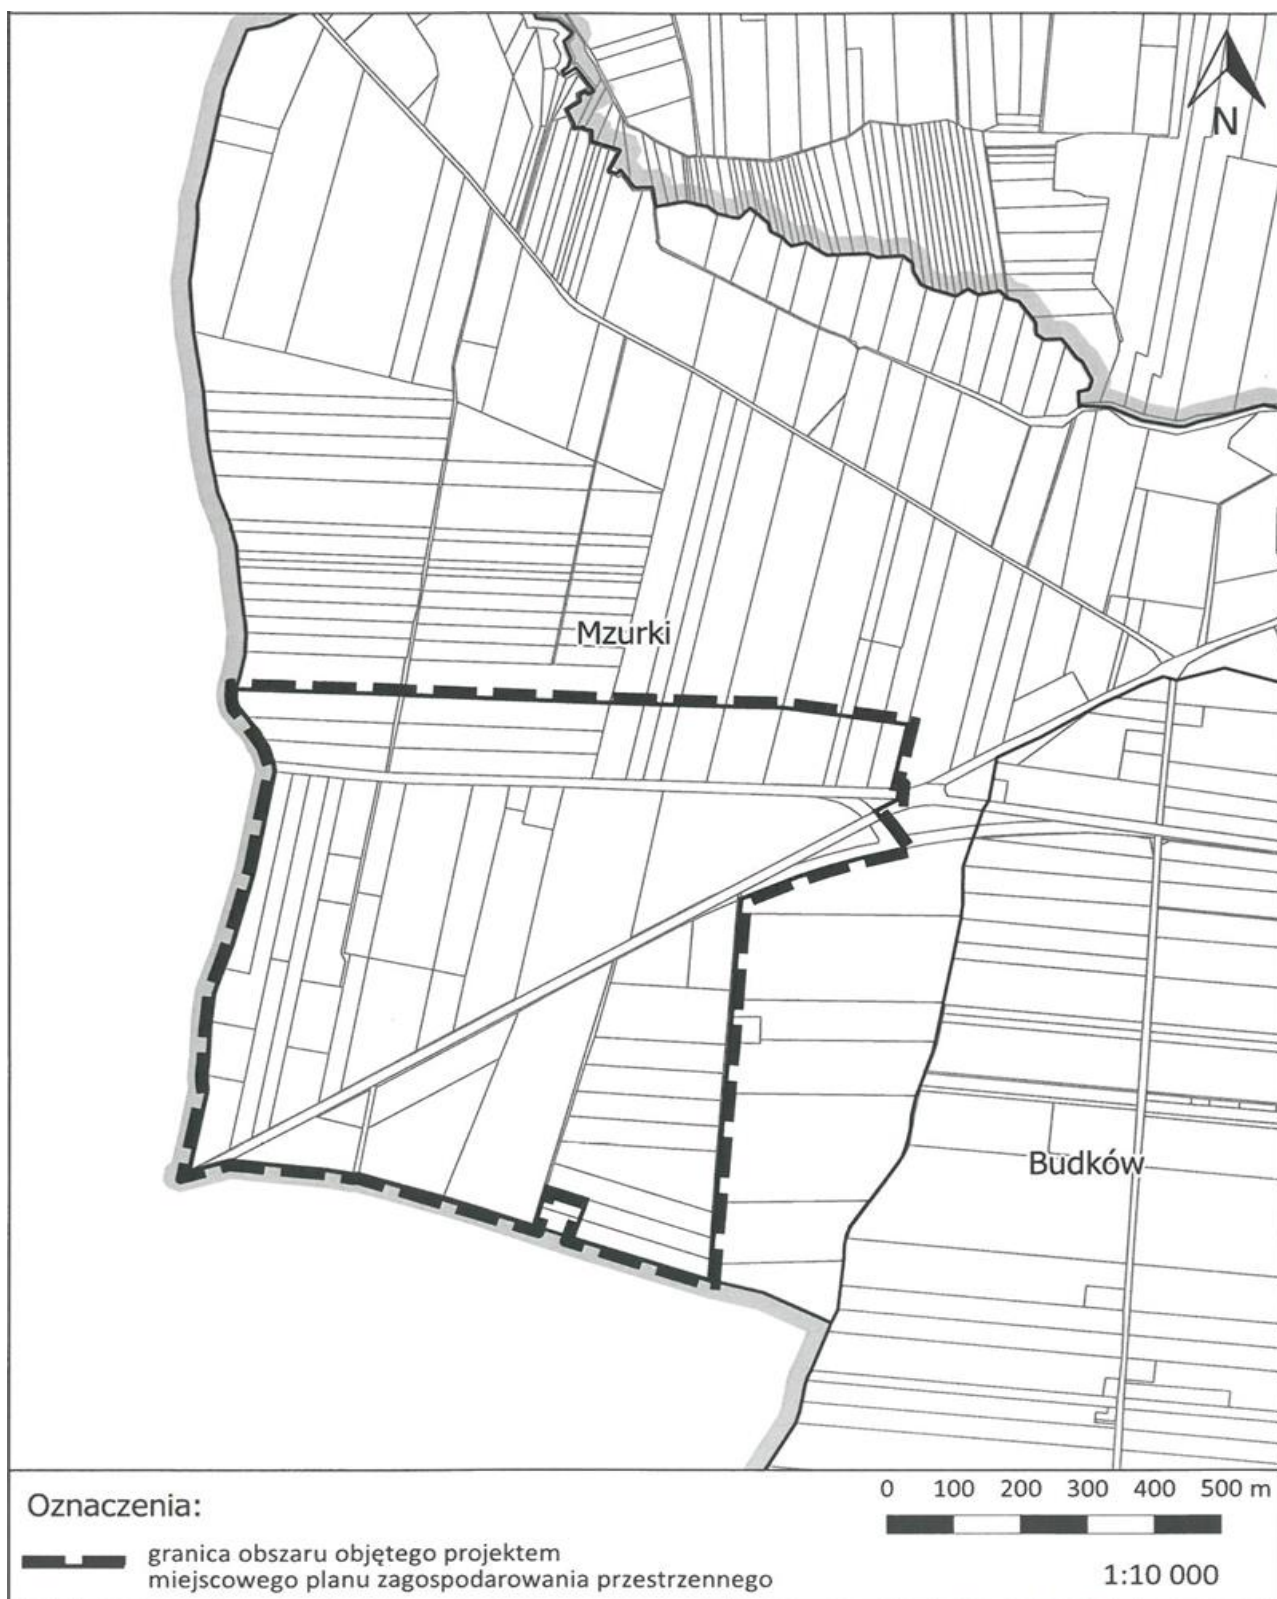 N
Mzurki
Budków
Oznaczenia:
granica obszaru objętego projektem
miejscowego planu zagospodarowania przestrzennego
0 100 200 300 400 500 m
1:10 000